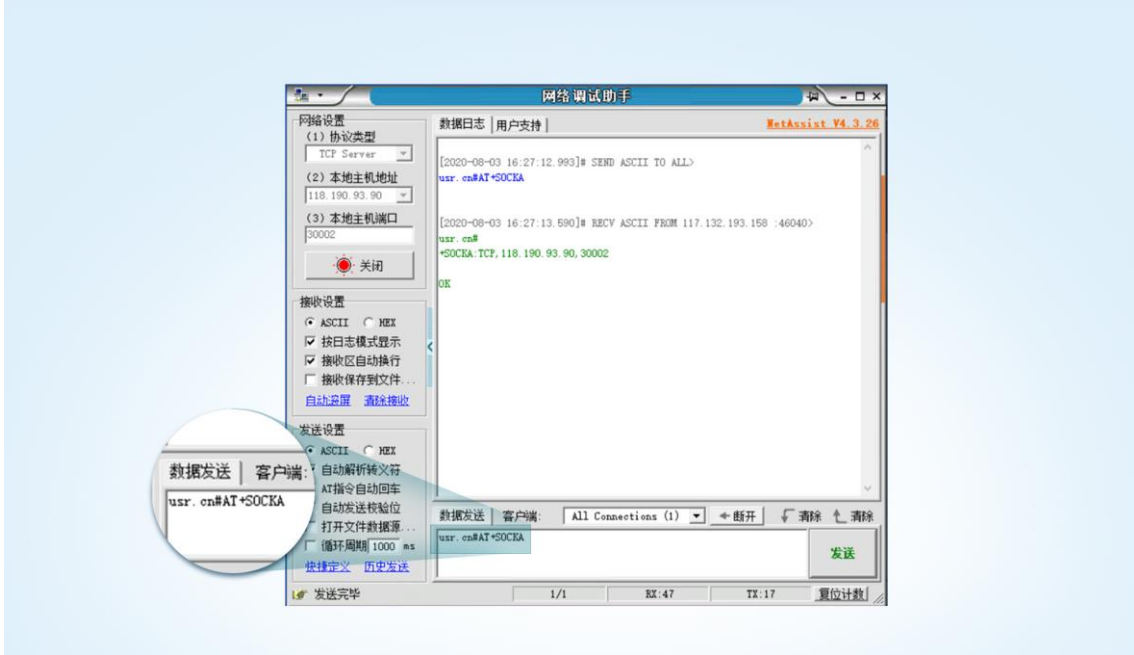 网络调试助手
网络设置
(1) 协议类型
TCP Server
(2) 本地主机地址
118.190.93.90
(3) 本地主机端口
30002
关闭
接收设置
ASCII HEX
按日志模式显示
接收区自动换行
接收保存到文件...
自动滚屏 清除接收
发送设置
ASCII HEX
自动解析转义符
AT指令自动回车
自动发送校验位
打开文件数据源...
循环周期 1000 ms
快捷定义 历史发送
数据日志 用户支持
NetAssist V4.3.26
[2020-08-03 16:27:12.993]# SEND ASCII TO ALL>
usr.cn#AT+SOCKA
[2020-08-03 16:27:13.590]# RECV ASCII FROM 117.132.193.158 :46040>
usr.cn#
+SOCKA:TCP,118.190.93.90,30002
OK
数据发送 客户端: All Connections (1) 断开 清除 清除
usr.cn#AT+SOCKA
发送
数据发送 客户端:
usr.cn#AT+SOCKA
发送完毕 1/1 RX:47 TX:17 复位计数